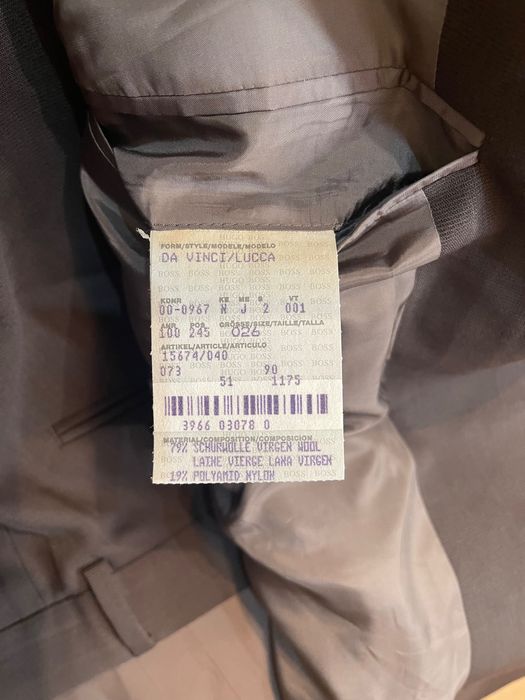 FORM/STYLE/MODELE/MODELO
DA VINCI/LUCCA
KDNR KE ME S VT
00-0967 N J 2 001
ANR POS GRÖSSE/SIZE/TAILLE/TALLA
100 245 026
ARTIKEL/ARTICLE/ARTICULO
15674/040
073 90
51 1175
3966 03078 0
MATERIAL/COMPOSITION/COMPOSICION
79% SCHURWOLLE VIRGEN WOOL
LAINE VIERGE LANA VIRGEN
19% POLYAMID NYLON